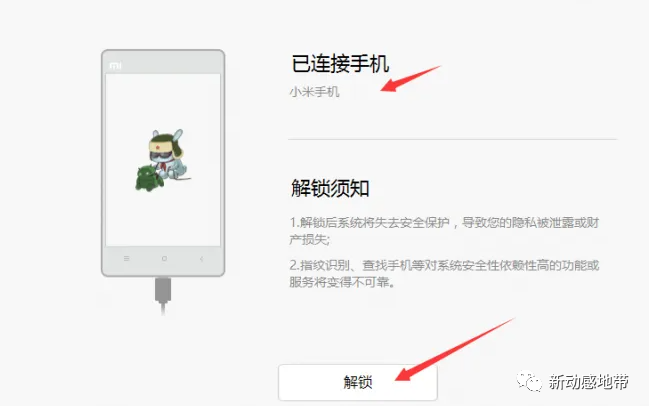 已连接手机
mi
小米手机
解锁须知
1.解锁后系统将失去安全保护，导致您的隐私被泄露或财
产损失;
2.指纹识别、查找手机等对系统安全性依赖性高的功能或
服务将变得不可靠。
解锁
新动感地带